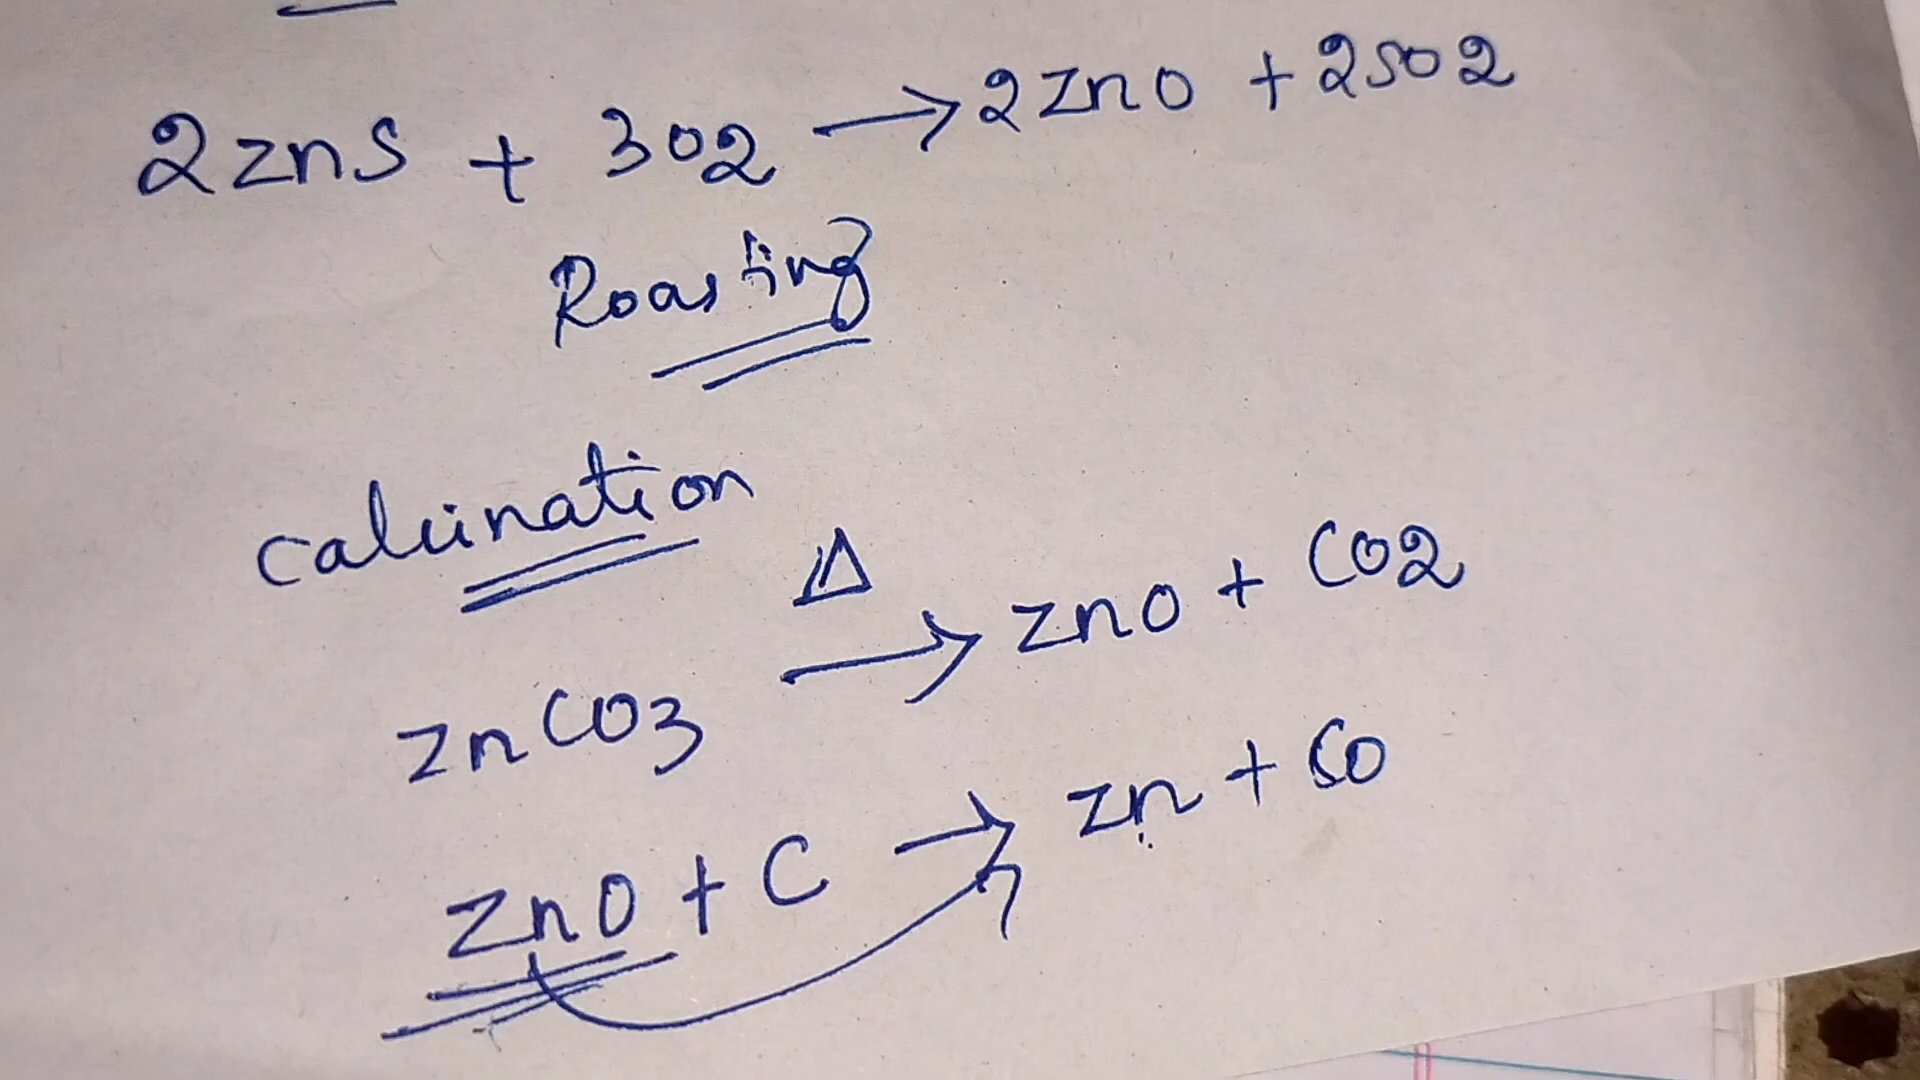 2znS + 3O2 → 2ZnO + 2SO2
Roasting
calcination
Δ
znCO3 → znO + CO2
ZnO + C → zn + CO